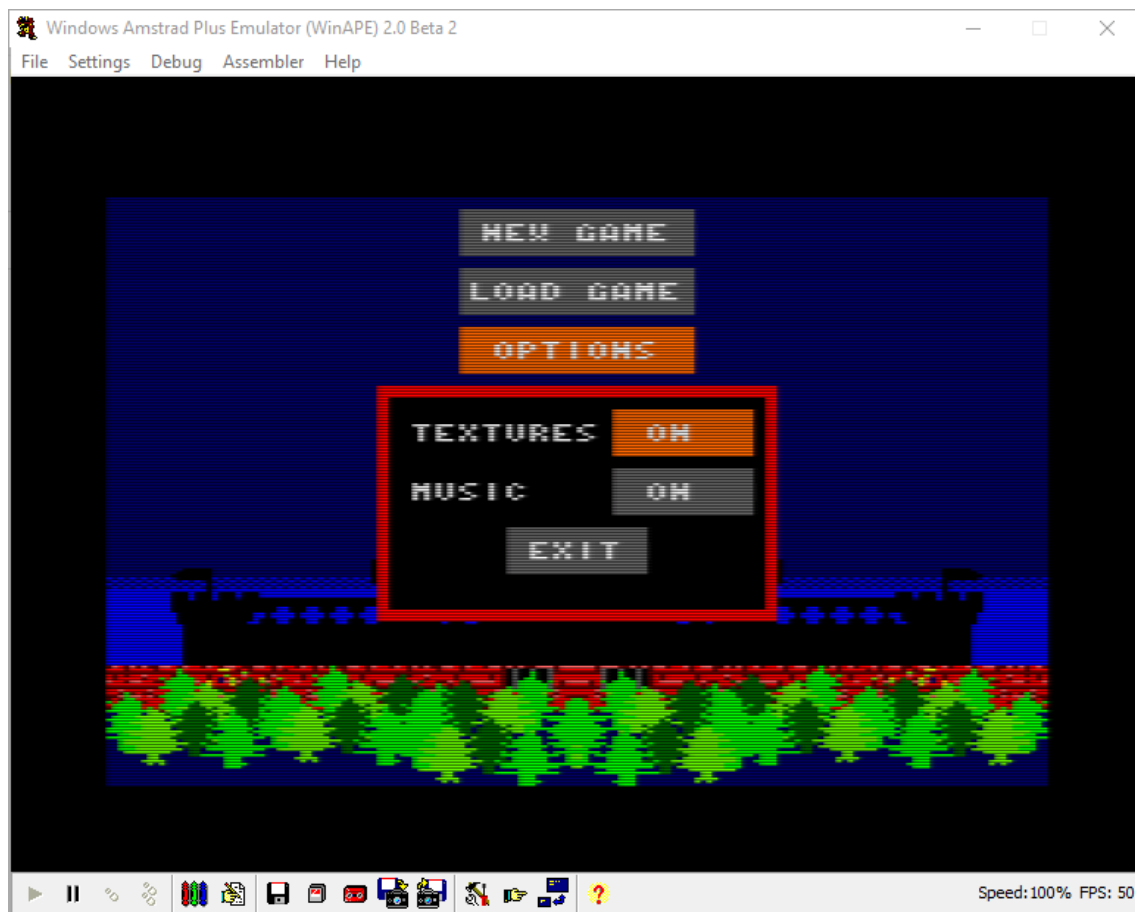 Windows Amstrad Plus Emulator (WinAPE) 2.0 Beta 2
File Settings Debug Assembler Help
NEW GAME
LOAD GAME
OPTIONS
TEXTURES ON
MUSIC ON
EXIT
Speed:100% FPS: 50